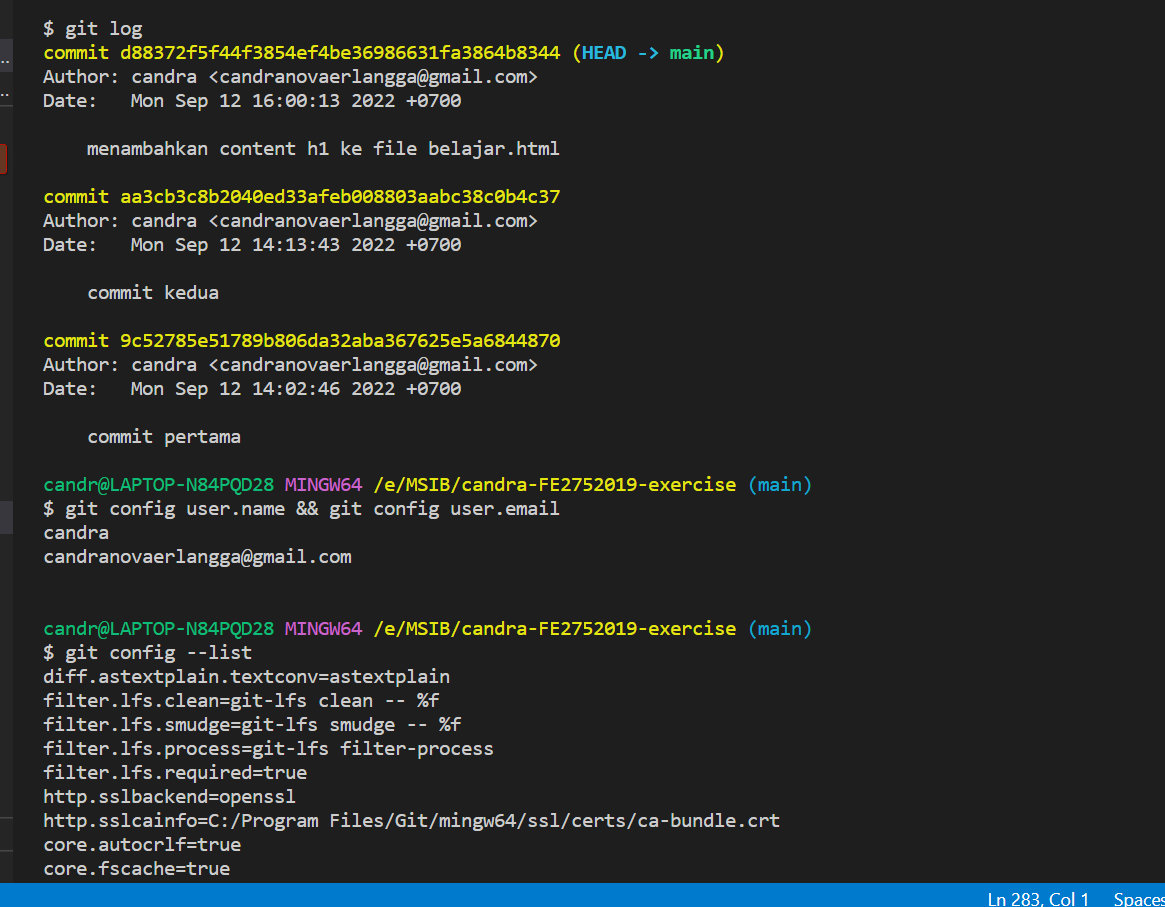 $ git log
commit d88372f5f44f3854ef4be36986631fa3864b8344 (HEAD -> main)
Author: candra <candranovaerlangga@gmail.com>
Date:   Mon Sep 12 16:00:13 2022 +0700
    menambahkan content h1 ke file belajar.html
commit aa3cb3c8b2040ed33afeb008803aabc38c0b4c37
Author: candra <candranovaerlangga@gmail.com>
Date:   Mon Sep 12 14:13:43 2022 +0700
    commit kedua
commit 9c52785e51789b806da32aba367625e5a6844870
Author: candra <candranovaerlangga@gmail.com>
Date:   Mon Sep 12 14:02:46 2022 +0700
    commit pertama
candr@LAPTOP-N84PQD28 MINGW64 /e/MSIB/candra-FE2752019-exercise (main)
$ git config user.name && git config user.email
candra
candranovaerlangga@gmail.com
candr@LAPTOP-N84PQD28 MINGW64 /e/MSIB/candra-FE2752019-exercise (main)
$ git config --list
diff.astextplain.textconv=astextplain
filter.lfs.clean=git-lfs clean -- %f
filter.lfs.smudge=git-lfs smudge -- %f
filter.lfs.process=git-lfs filter-process
filter.lfs.required=true
http.sslbackend=openssl
http.sslcainfo=C:/Program Files/Git/mingw64/ssl/certs/ca-bundle.crt
core.autocrlf=true
core.fscache=true
Ln 283, Col 1 Spaces